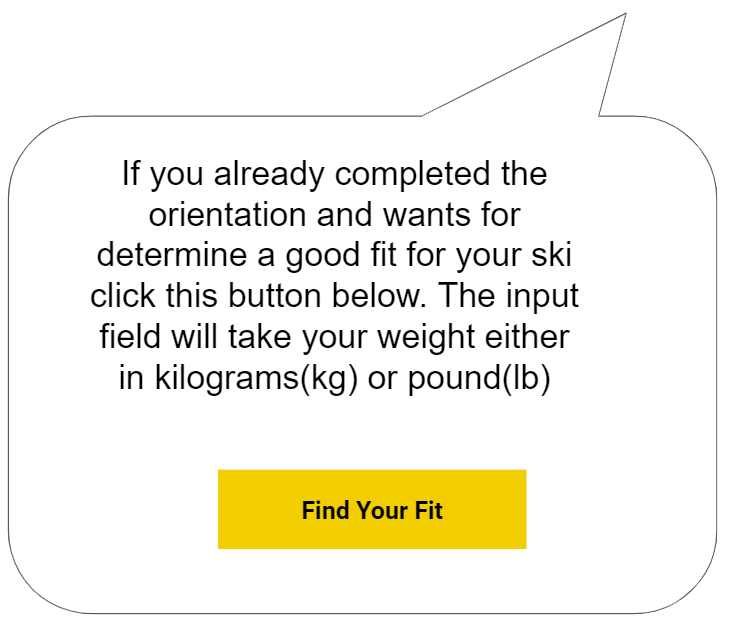 If you already completed the
orientation and wants for
determine a good fit for your ski
click this button below. The input
field will take your weight either
in kilograms(kg) or pound(lb)
Find Your Fit